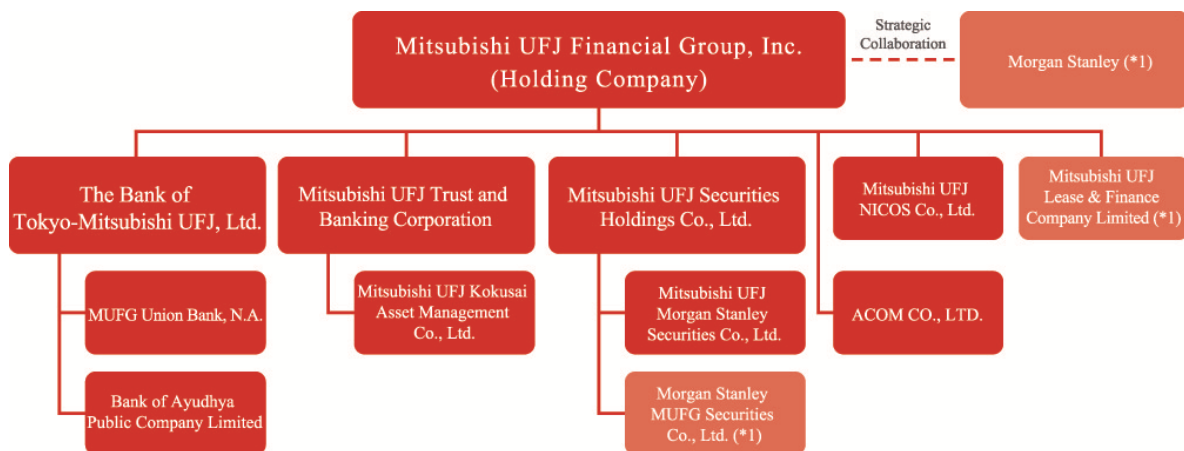 Mitsubishi UFJ Financial Group, Inc.
(Holding Company)
Strategic
Collaboration
Morgan Stanley (*1)
The Bank of
Tokyo-Mitsubishi UFJ, Ltd.
Mitsubishi UFJ Trust and
Banking Corporation
Mitsubishi UFJ Securities
Holdings Co., Ltd.
Mitsubishi UFJ
NICOS Co., Ltd.
Mitsubishi UFJ
Lease & Finance
Company Limited (*1)
MUFG Union Bank, N.A.
Mitsubishi UFJ Kokusai
Asset Management
Co., Ltd.
Mitsubishi UFJ
Morgan Stanley
Securities Co., Ltd.
ACOM CO., LTD.
Bank of Ayudhya
Public Company Limited
Morgan Stanley
MUFG Securities
Co., Ltd. (*1)